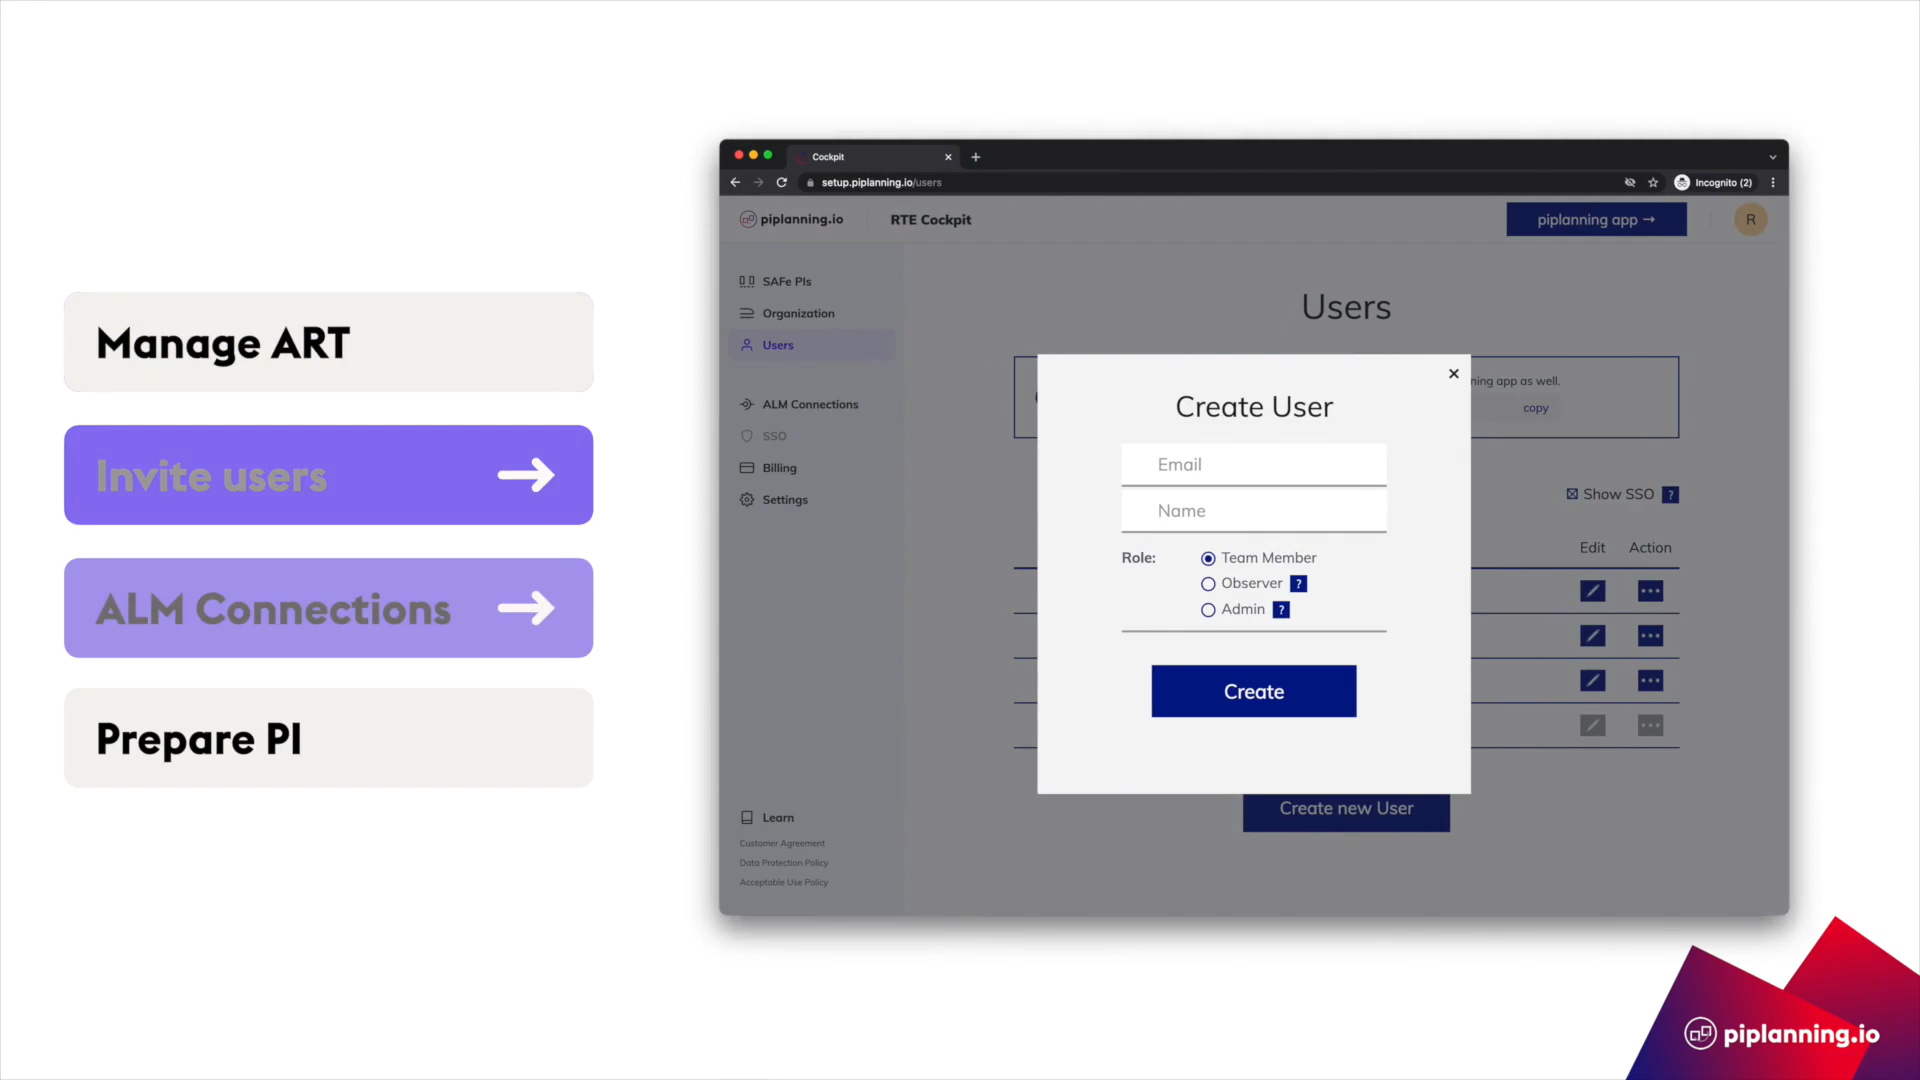 Manage ART
Invite users
ALM Connections
Prepare PI
Cockpit
setup.piplanning.io/users
Incognito (2)
piplanning.io
RTE Cockpit
piplanning app →
R
SAFe PIs
Organization
Users
ALM Connections
SSO
Billing
Settings
Learn
Customer Agreement
Data Protection Policy
Acceptable Use Policy
Users
ning app as well.
copy
Show SSO ?
Edit Action
Create User
Email
Name
Role: Team Member
Observer ?
Admin ?
Create
Create new User
piplanning.io